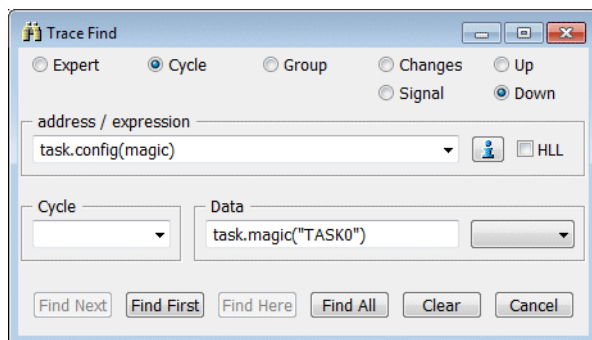 Trace Find
Expert Cycle Group Changes Up
Signal Down
address / expression
task.config(magic) HLL
Cycle Data
task.magic("TASK0")
Find Next Find First Find Here Find All Clear Cancel